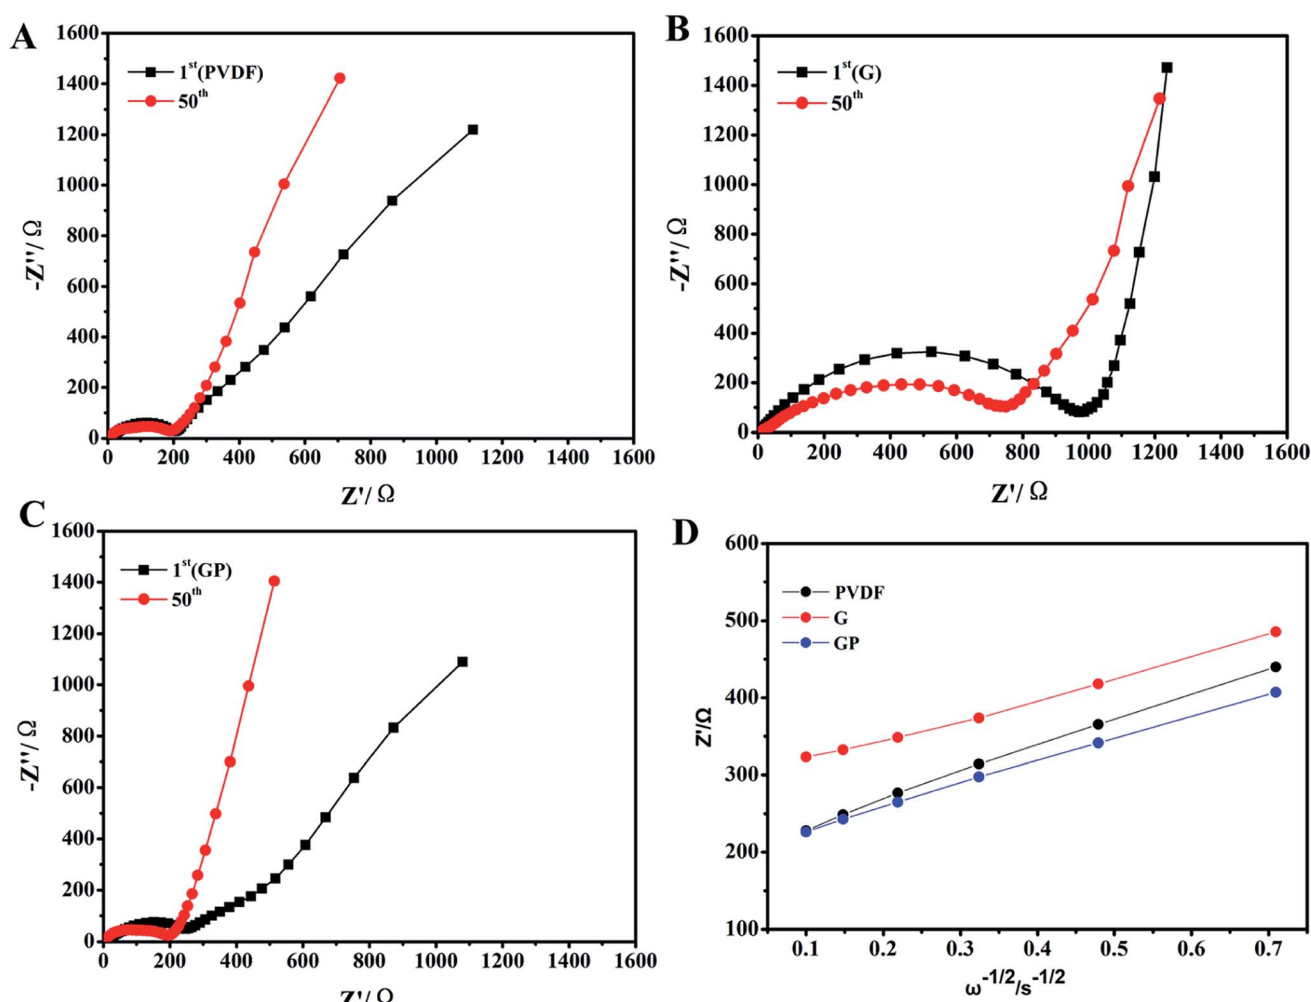 A
1600
1400
1200
1000
800
600
400
200
0
-Z''/ Ω
1st(PVDF)
50th
0 200 400 600 800 1000 1200 1400 1600
Z'/ Ω
B
1600
1400
1200
1000
800
600
400
200
0
-Z''/ Ω
1st(G)
50th
0 200 400 600 800 1000 1200 1400 1600
Z'/ Ω
C
1600
1400
1200
1000
800
600
400
200
0
-Z''/ Ω
1st(GP)
50th
0 200 400 600 800 1000 1200 1400 1600
Z'/ Ω
D
600
500
400
300
200
100
Z'/Ω
PVDF
G
GP
0.1 0.2 0.3 0.4 0.5 0.6 0.7
ω-1/2/s-1/2